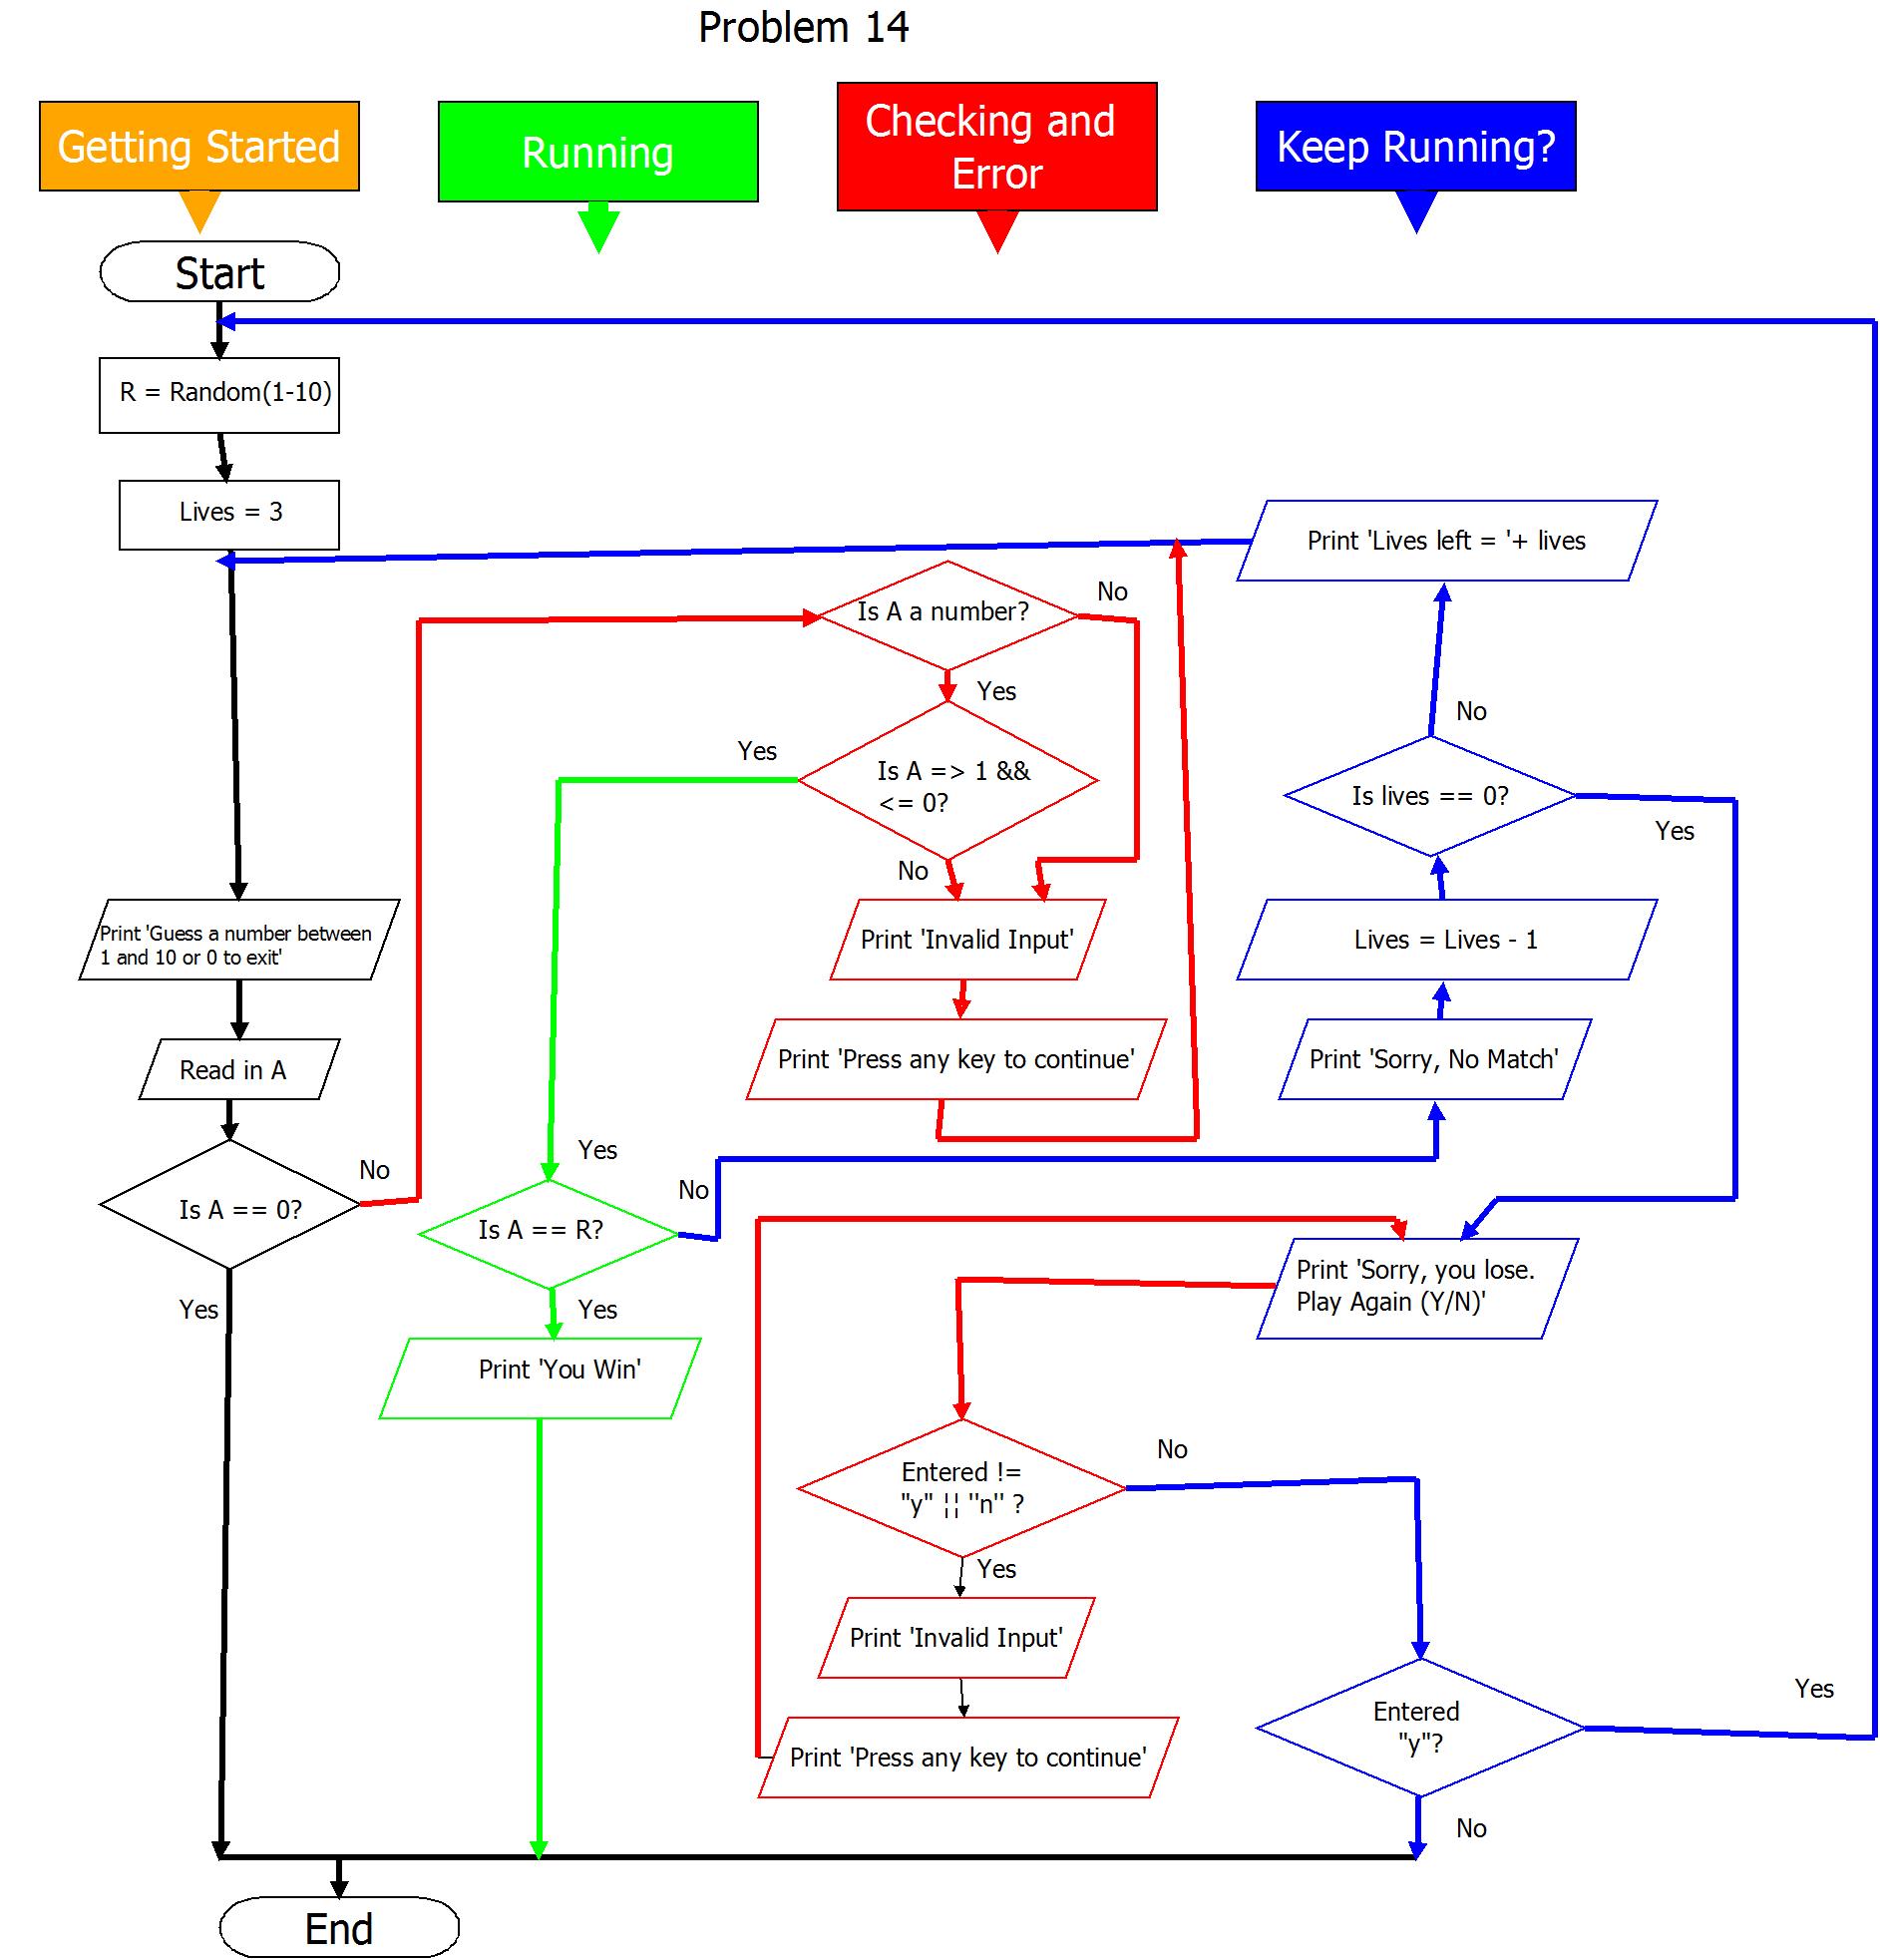 Problem 14
Getting Started
Running
Checking and
Error
Keep Running?
Start
R = Random(1-10)
Lives = 3
Print 'Lives left = '+ lives
Is A a number?
No
Yes
Yes
Is A => 1 &&
<= 0?
No
No
Is lives == 0?
Yes
Print 'Guess a number between
1 and 10 or 0 to exit'
Print 'Invalid Input'
Lives = Lives - 1
Read in A
Print 'Press any key to continue'
Print 'Sorry, No Match'
Is A == 0?
No
Yes
Yes
Is A == R?
No
Yes
Print 'You Win'
Print 'Sorry, you lose.
Play Again (Y/N)'
Entered !=
"y" ¦¦ "n" ?
No
Yes
Print 'Invalid Input'
Print 'Press any key to continue'
Entered
"y"?
Yes
No
End